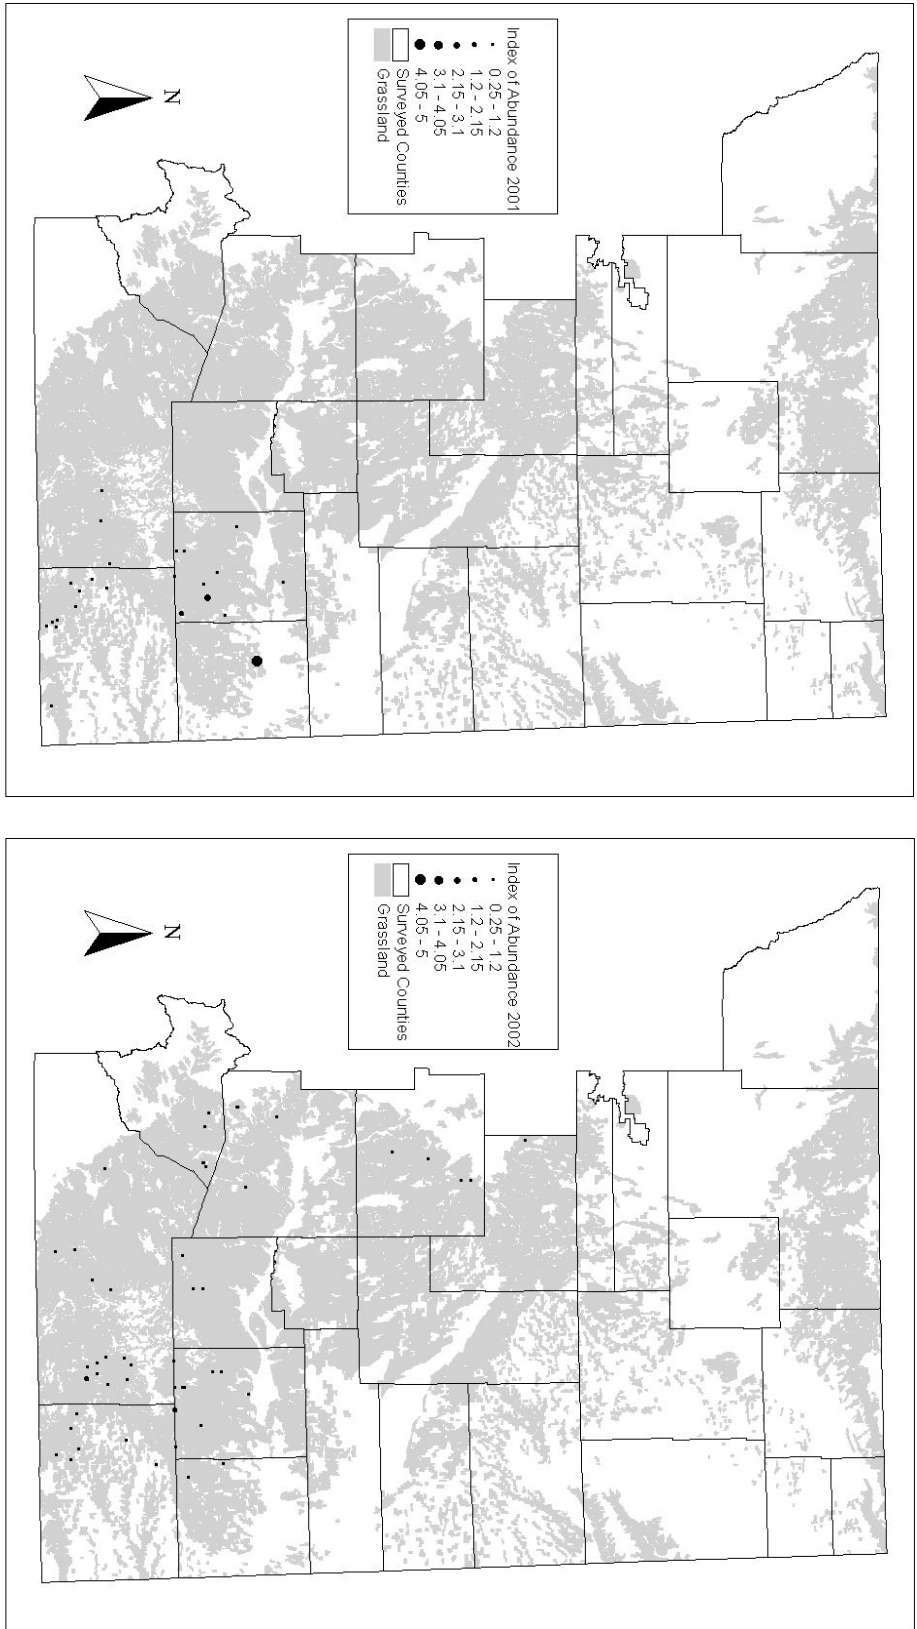 Index of Abundance 2001
0.25 - 1.2
1.2 - 2.15
2.15 - 3.1
3.1 - 4.05
4.05 - 5
Surveyed Counties
Grassland
N
Index of Abundance 2002
0.25 - 1.2
1.2 - 2.15
2.15 - 3.1
3.1 - 4.05
4.05 - 5
Surveyed Counties
Grassland
N